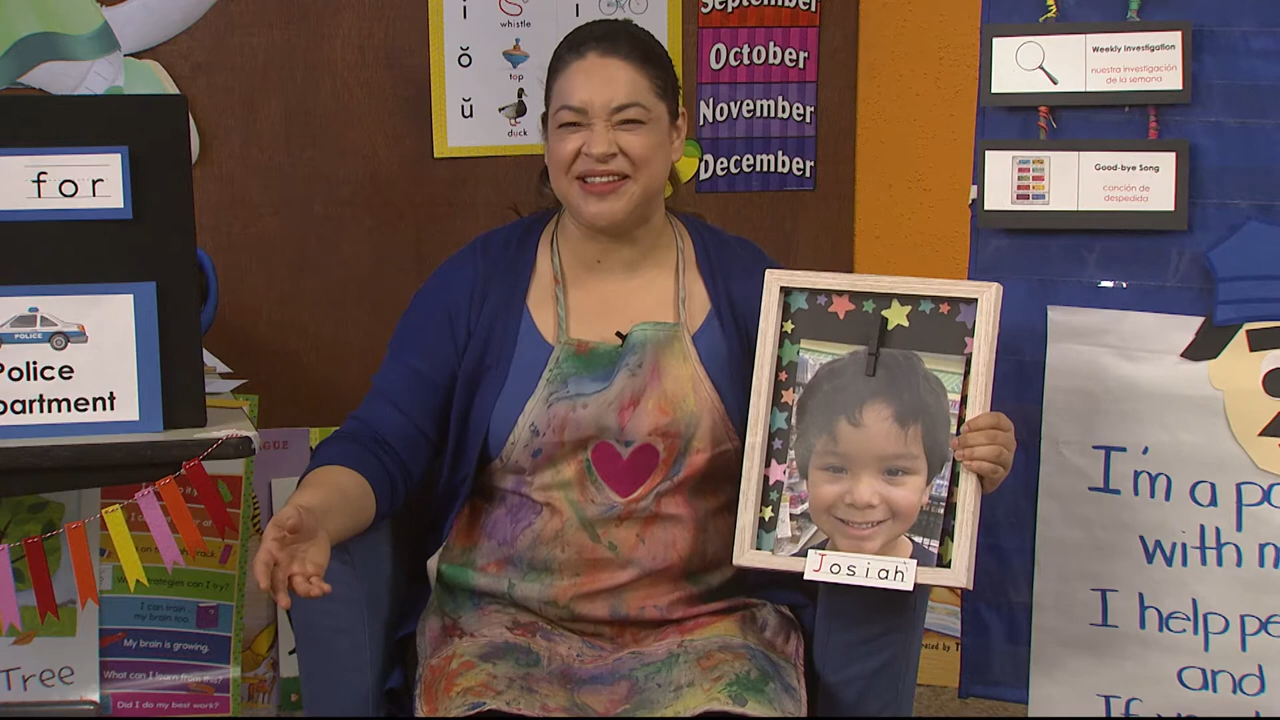 ĭ
whistle
i
ŏ
top
ŭ
duck
September
October
November
December
Weekly Investigation
nuestra investigación
de la semana
Good-bye Song
canción de
despedida
for
POLICE
Police
partment
Josiah
I'm a po
with m
I help pe
and
Tree
I can train
my brain too.
My brain is growing.
What can I learn from this?
Did I do my best work?